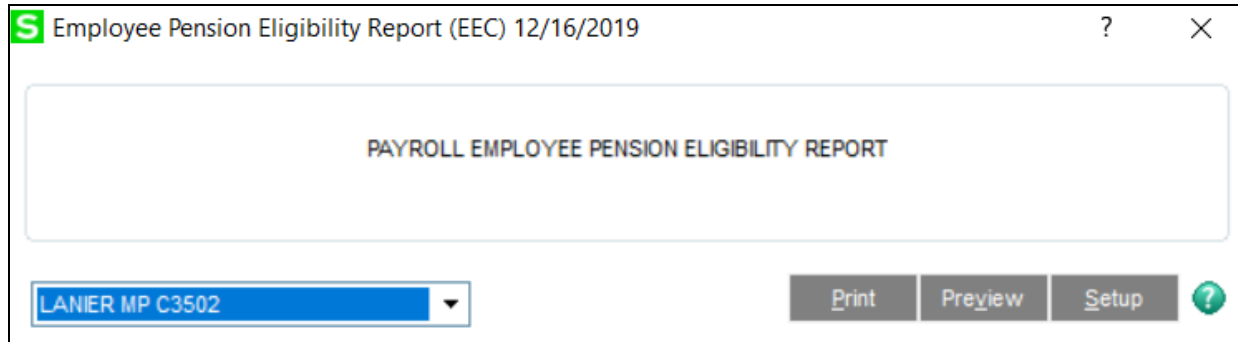 S Employee Pension Eligibility Report (EEC) 12/16/2019 ?
PAYROLL EMPLOYEE PENSION ELIGIBILITY REPORT
LANIER MP C3502 Print Preview Setup ?